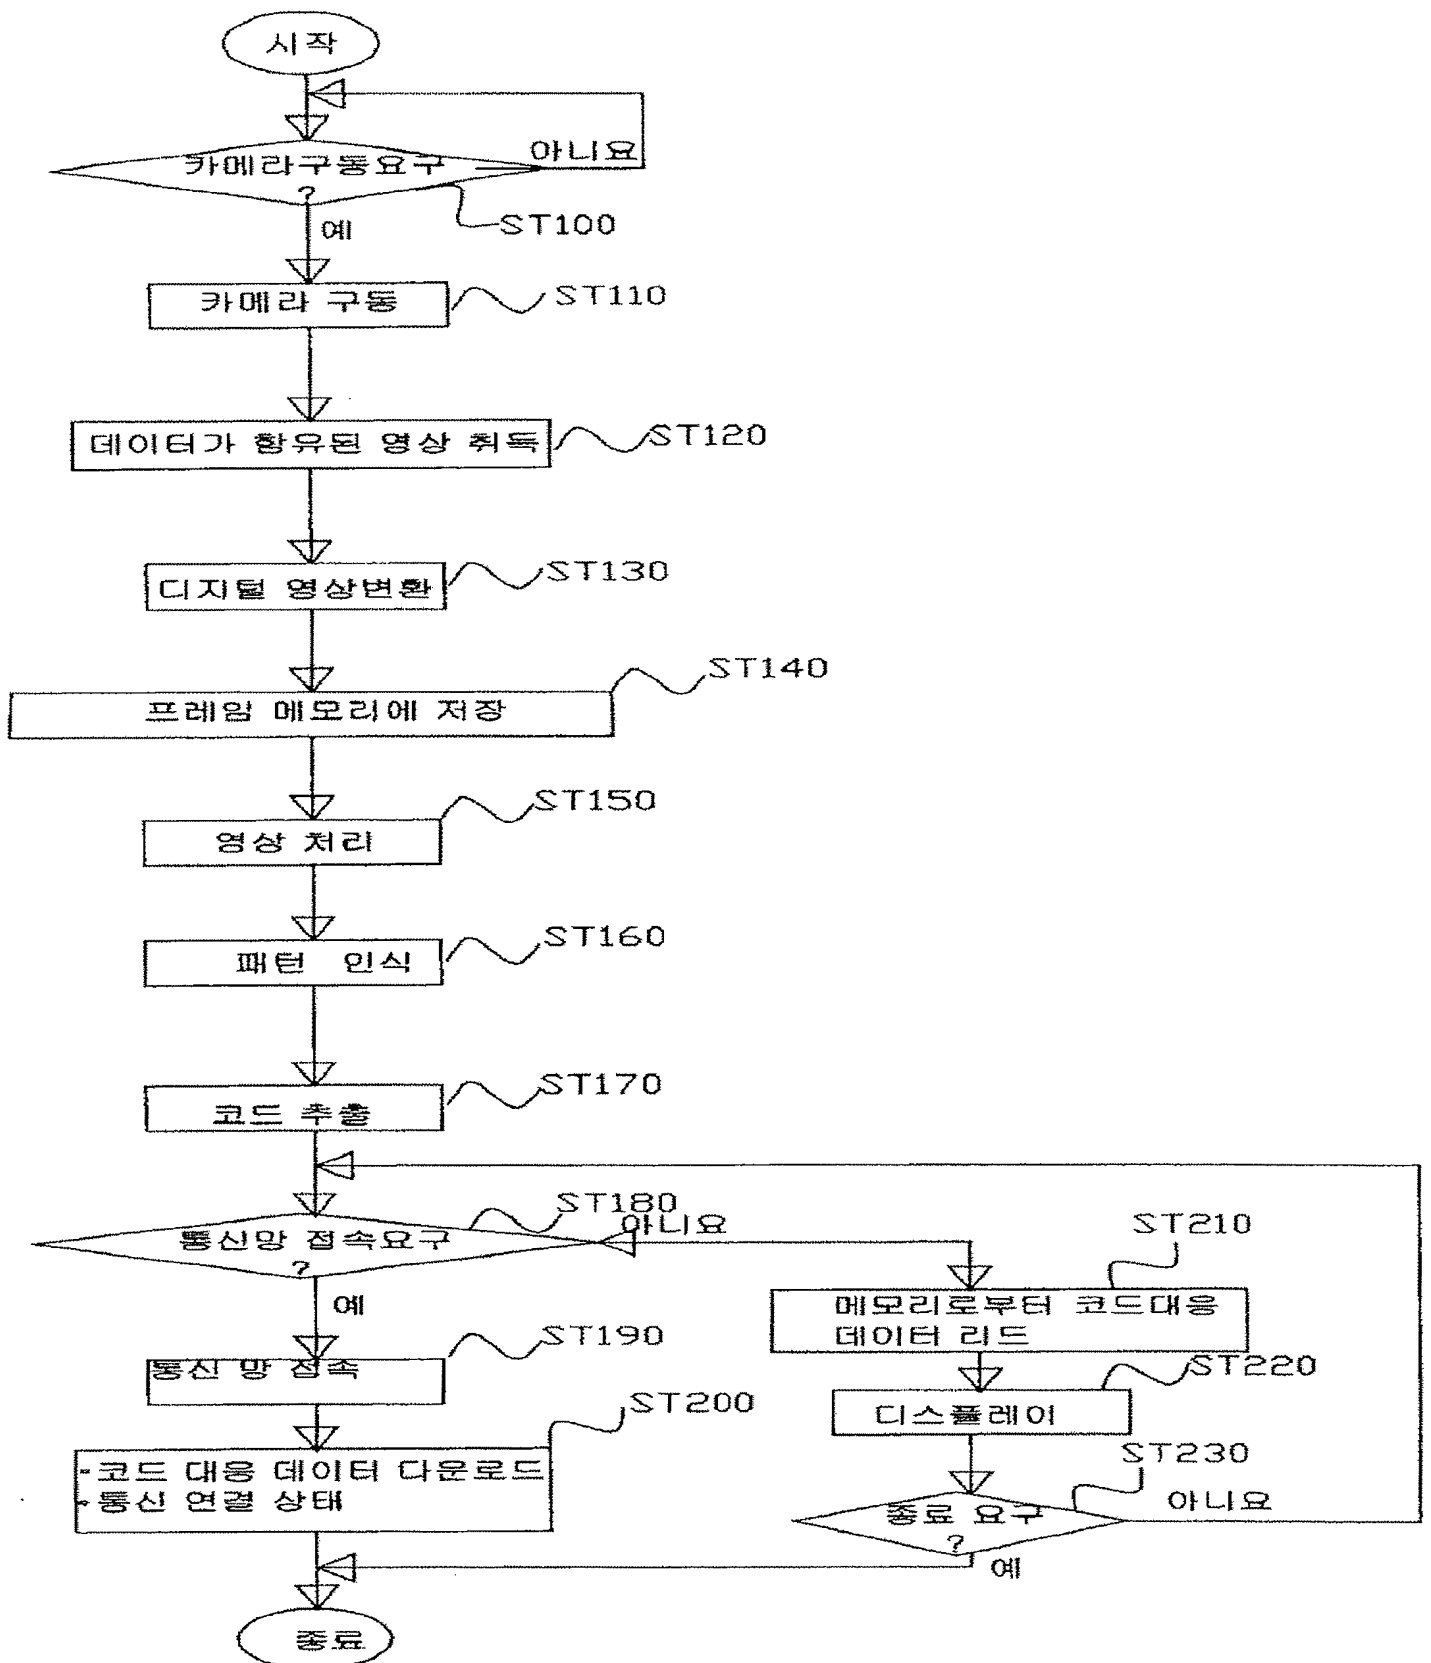 시작
아니요
카메라구동요구
?
ST100
예
카메라 구동
ST110
데이터가 함유된 영상 취득
ST120
디지털 영상변환
ST130
프레임 메모리에 저장
ST140
영상 처리
ST150
패턴 인식
ST160
코드 추출
ST170
ST180
아니요
통신망 접속요구
?
예
ST210
메모리로부터 코드대응
데이터 리드
ST190
통신 망 접속
ST220
디스플레이
ST200
-코드 대응 데이터 다운로드
-통신 연결 상태
ST230
아니요
종료 요구
?
예
종료